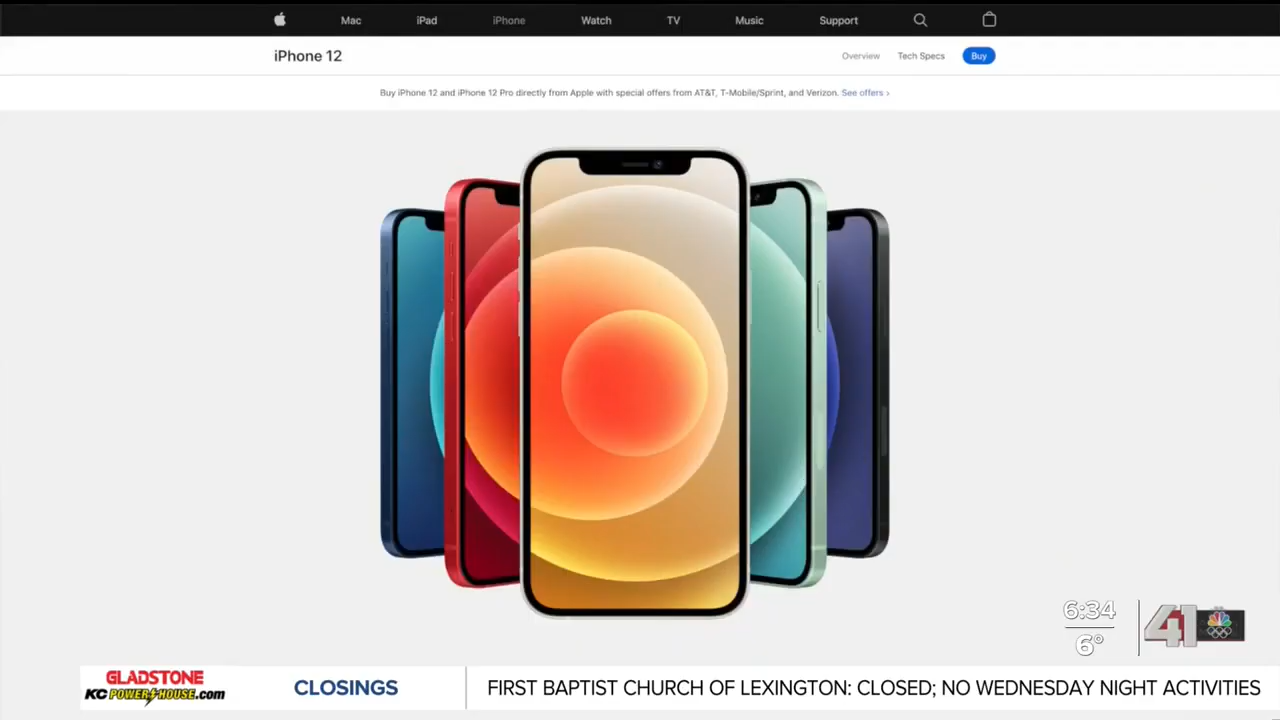 Mac iPad iPhone Watch TV Music Support
iPhone 12
Overview Tech Specs Buy
Buy iPhone 12 and iPhone 12 Pro directly from Apple with special offers from AT&T, T-Mobile/Sprint, and Verizon. See offers >
6:34
6°
41
GLADSTONE
KCPOWERHOUSE.com
CLOSINGS
FIRST BAPTIST CHURCH OF LEXINGTON: CLOSED; NO WEDNESDAY NIGHT ACTIVITIES